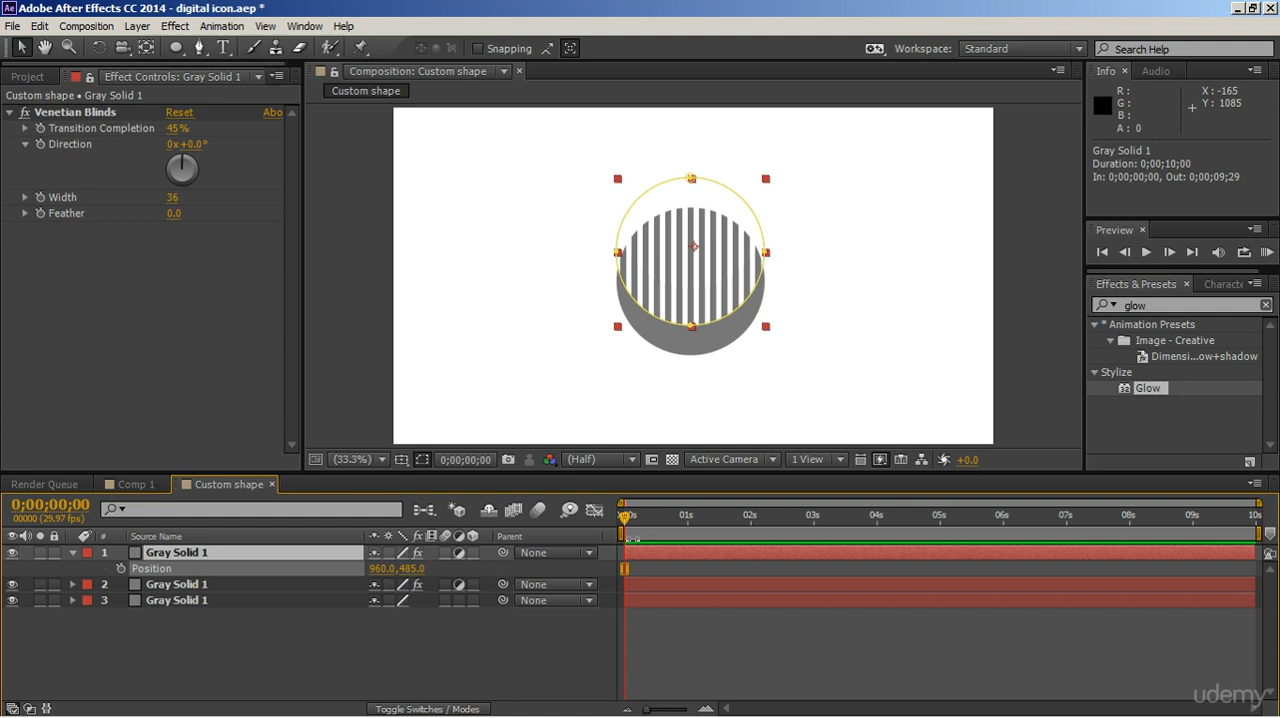 Adobe After Effects CC 2014 - digital icon.aep *
File Edit Composition Layer Effect Animation View Window Help
Snapping Workspace: Standard Search Help
Project Effect Controls: Gray Solid 1 Composition: Custom shape Info Audio
Custom shape • Gray Solid 1 Custom shape R : X : -165
Venetian Blinds Reset Abo G : Y : 1085
Transition Completion 45% B :
A : 0
Direction 0x+0.0°
Gray Solid 1
Duration: 0;00;10;00
In: 0;00;00;00, Out: 0;00;09;29
Width 36
Feather 0.0
Preview
Effects & Presets Characte
glow
* Animation Presets
Image - Creative
Dimensi...ow+shadow
Stylize
32 Glow
(33.3%) 0;00;00;00 (Half) Active Camera 1 View +0.0
Render Queue Comp 1 Custom shape
0;00;00;00
00000 (29.97 fps)
01s 02s 03s 04s 05s 06s 07s 08s 09s 10s
# Source Name Parent
1 Gray Solid 1 fx None
Position 960.0,485.0
2 Gray Solid 1 fx None
3 Gray Solid 1 None
Toggle Switches / Modes
udemy